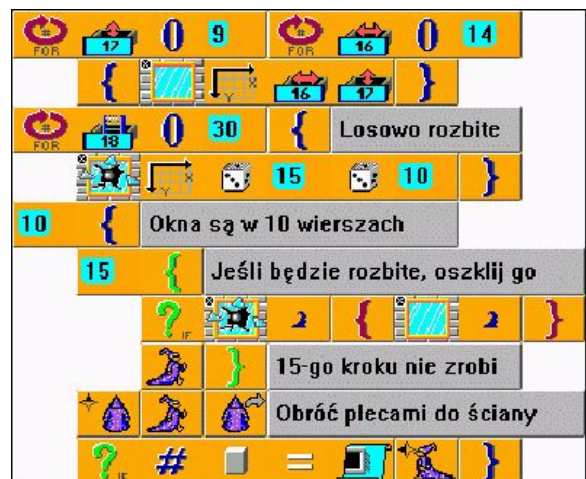 FOR 17 0 9 FOR 16 0 14
{ X Y 16 17 }
FOR 18 0 30 { Losowo rozbite
15 10 }
10 { Okna są w 10 wierszach
15 { Jeśli będzie rozbite, oszklij go
? IF { }
} 15-go kroku nie zrobi
Obróć plecami do ściany
? IF # = }